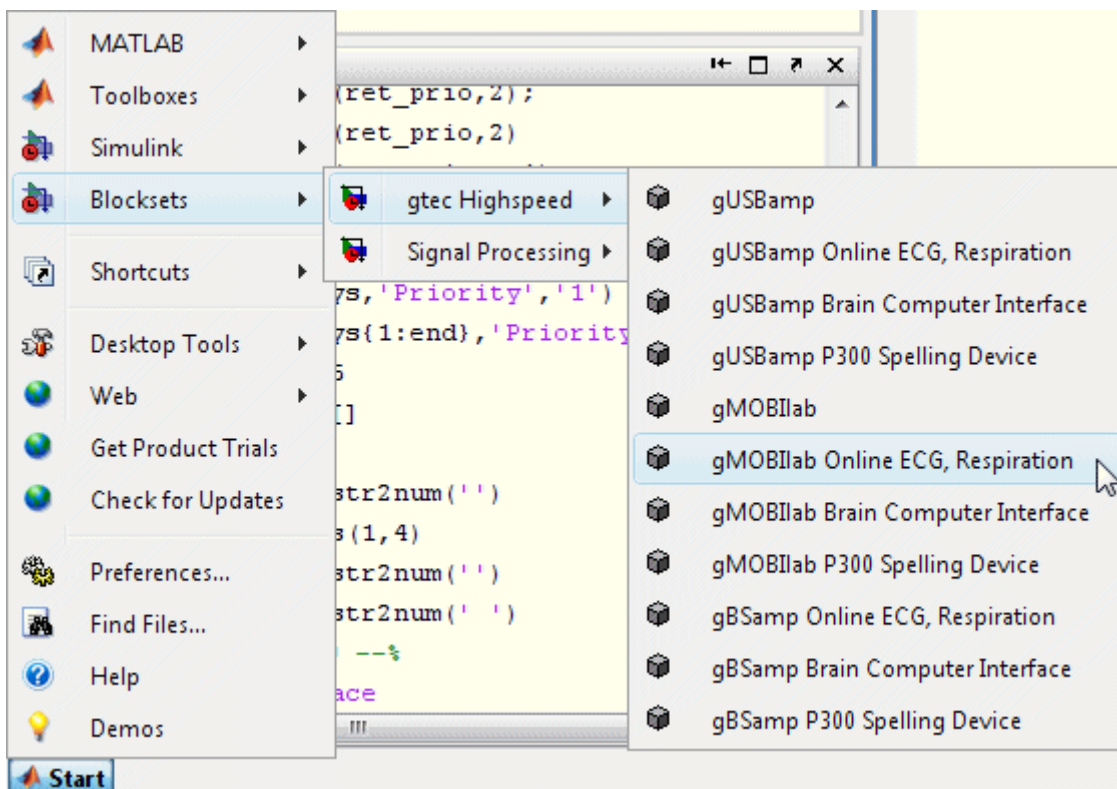 MATLAB
Toolboxes
Simulink
Blocksets
Shortcuts
Desktop Tools
Web
Get Product Trials
Check for Updates
Preferences...
Find Files...
Help
Demos
Start
gtec Highspeed
Signal Processing
gUSBamp
gUSBamp Online ECG, Respiration
gUSBamp Brain Computer Interface
gUSBamp P300 Spelling Device
gMOBIlab
gMOBIlab Online ECG, Respiration
gMOBIlab Brain Computer Interface
gMOBIlab P300 Spelling Device
gBSamp Online ECG, Respiration
gBSamp Brain Computer Interface
gBSamp P300 Spelling Device
(ret_prio,2);
(ret_prio,2)
ys,'Priority','1')
ys{1:end},'Priority
[]
str2num('')
s(1,4)
str2num('')
str2num(' ')
--%
ace